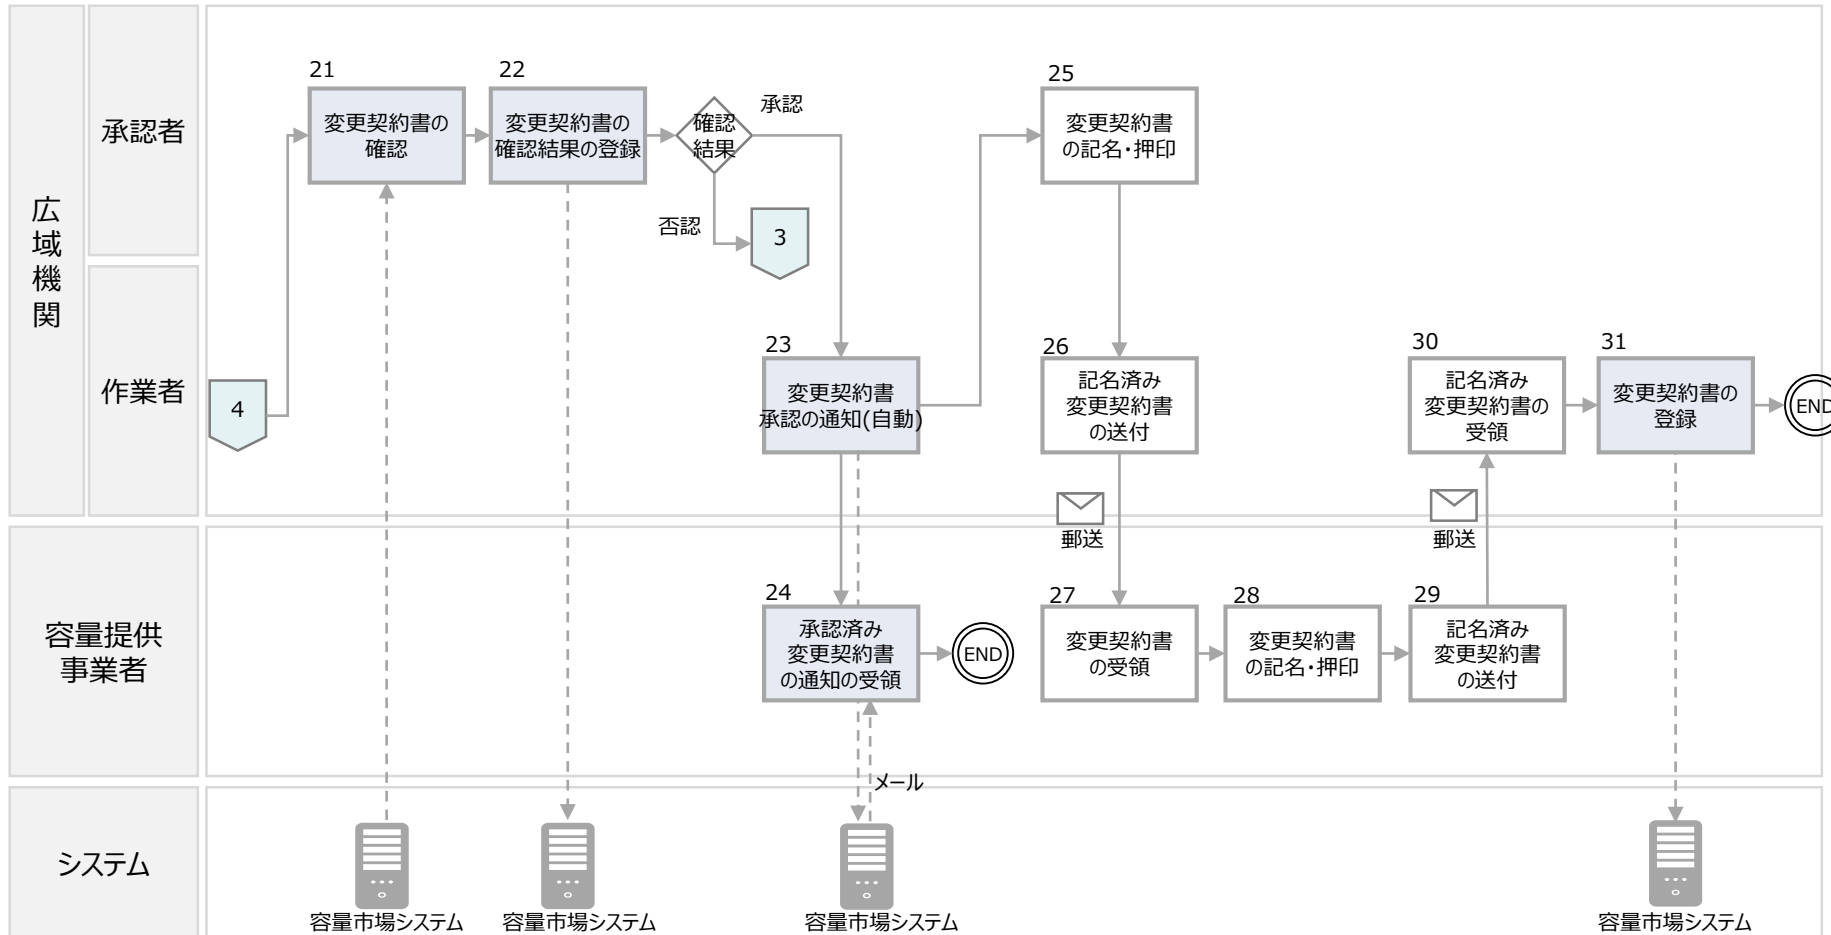 広
域
機
関
承認者
21
変更契約書の
確認
22
変更契約書の
確認結果の登録
確認
結果
承認
否認
3
25
変更契約書
の記名・押印
作業者
4
23
変更契約書
承認の通知(自動)
26
記名済み
変更契約書
の送付
30
記名済み
変更契約書の
受領
31
変更契約書の
登録
END
郵送
郵送
容量提供
事業者
24
承認済み
変更契約書
の通知の受領
END
27
変更契約書
の受領
28
変更契約書
の記名・押印
29
記名済み
変更契約書
の送付
メール
システム
容量市場システム
容量市場システム
容量市場システム
容量市場システム